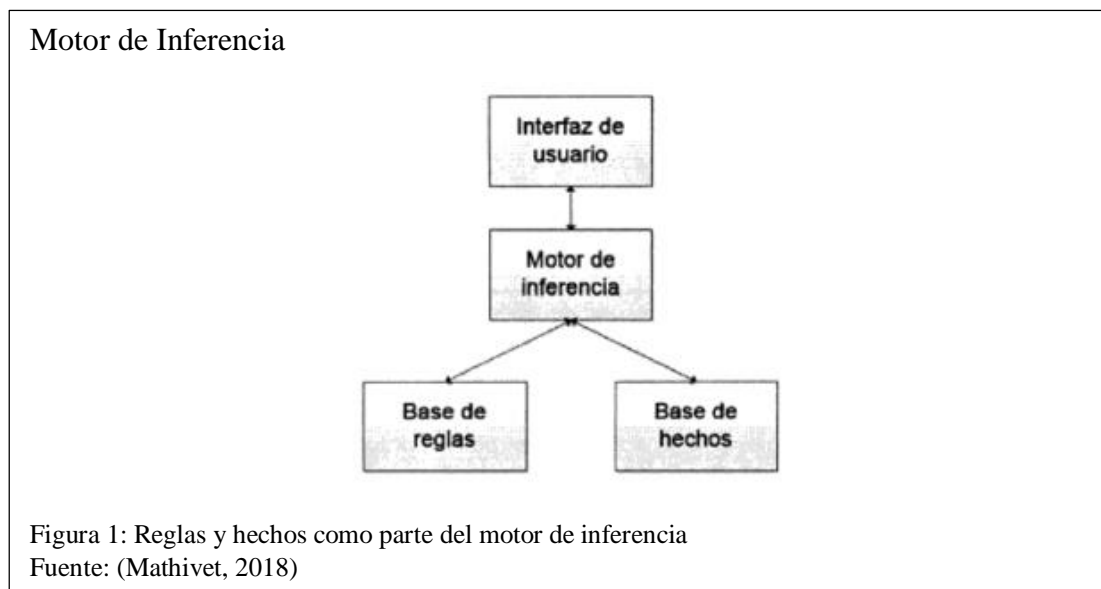 Motor de Inferencia
Interfaz de
usuario
Motor de
inferencia
Base de
reglas
Base de
hechos
Figura 1: Reglas y hechos como parte del motor de inferencia
Fuente: (Mathivet, 2018)